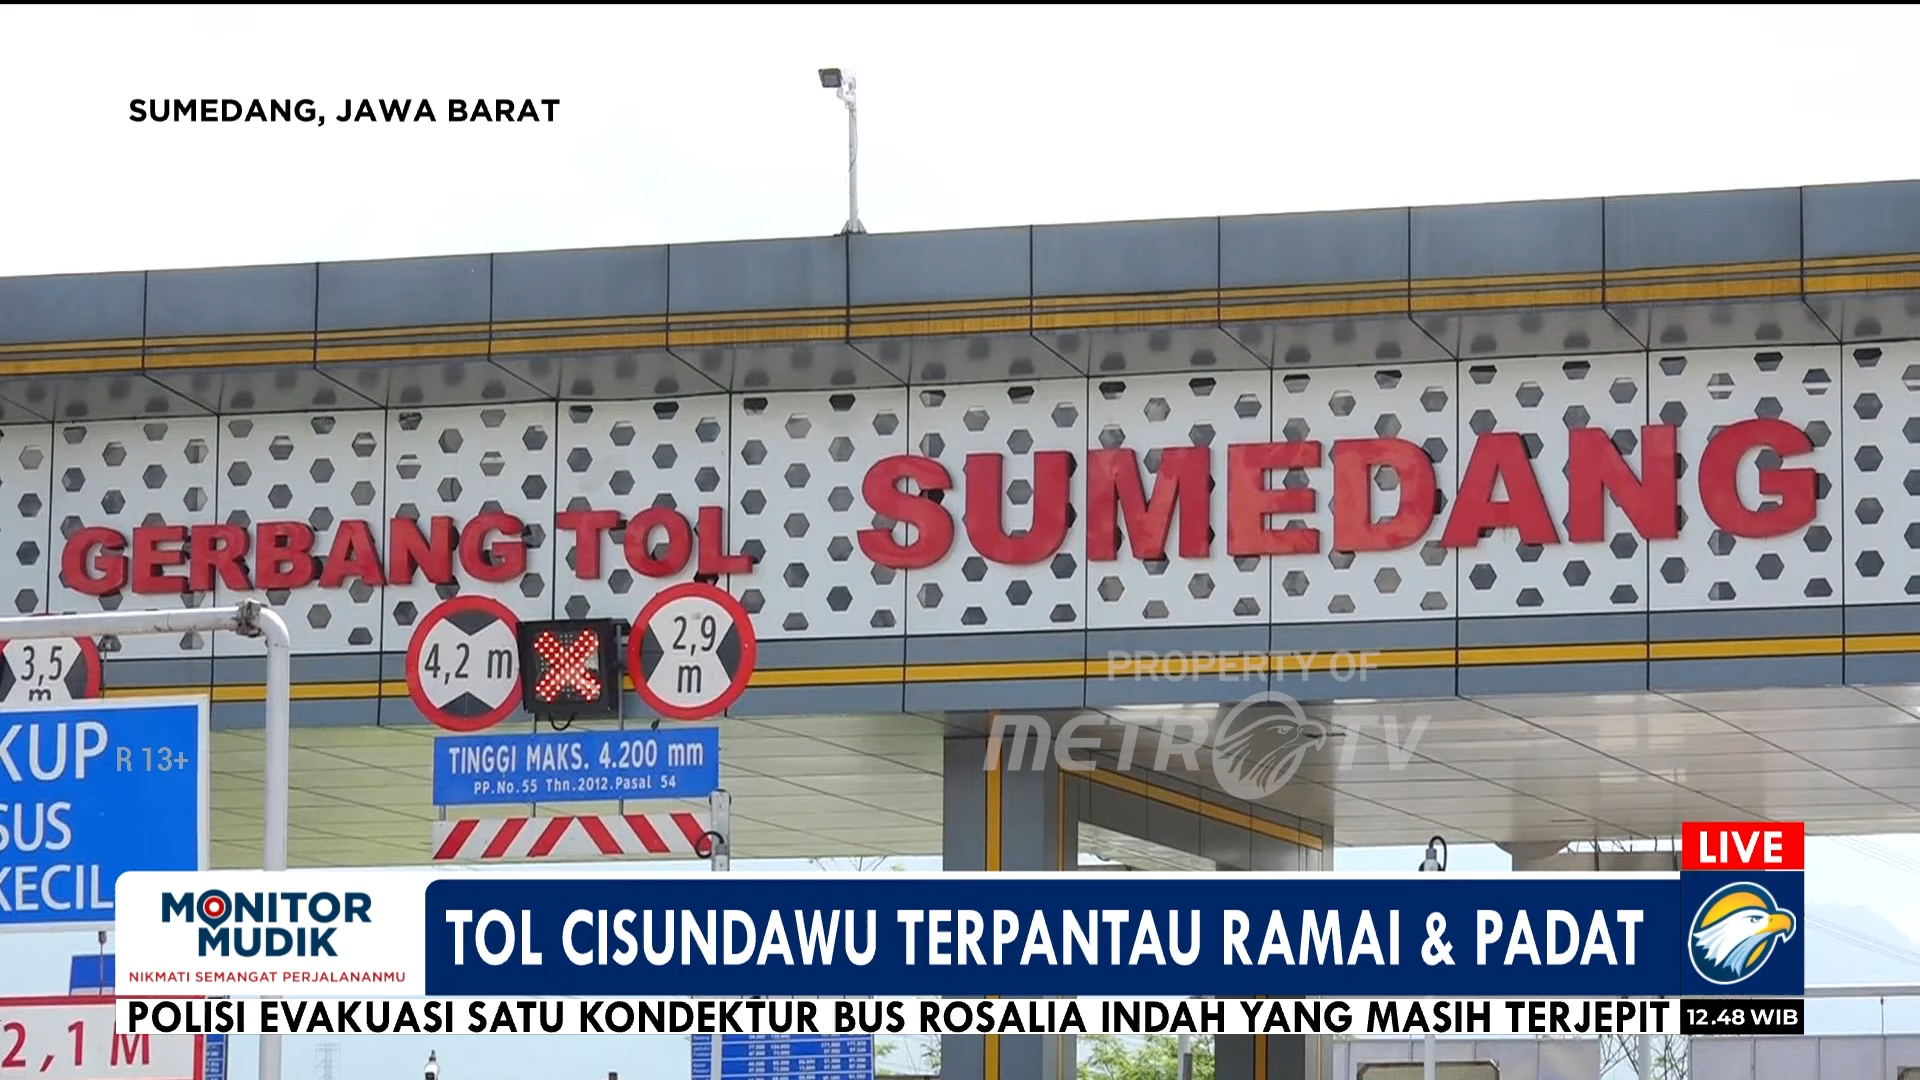 SUMEDANG, JAWA BARAT
GERBANG TOL SUMEDANG
3,5
m
4,2 m
2,9
m
TINGGI MAKS. 4.200 mm
PP.No.55 Thn.2012.Pasal 54
KUP
SUS
KECIL
R 13+
PROPERTY OF
METRO TV
LIVE
MONITOR
MUDIK
NIKMATI SEMANGAT PERJALANANMU
TOL CISUNDAWU TERPANTAU RAMAI & PADAT
POLISI EVAKUASI SATU KONDEKTUR BUS ROSALIA INDAH YANG MASIH TERJEPIT
12.48 WIB
2,1 M